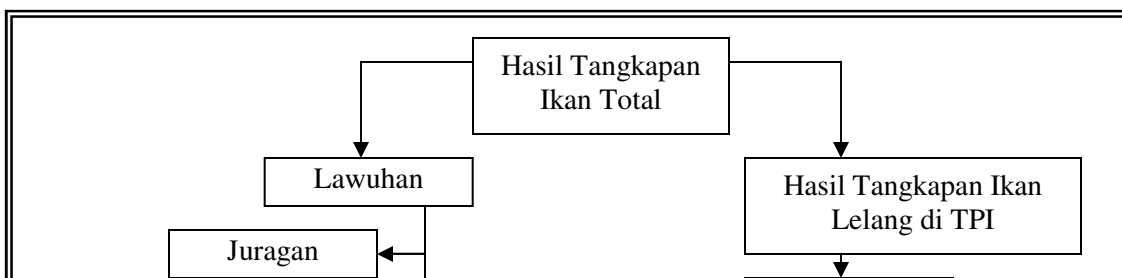 Hasil Tangkapan
Ikan Total
Lawuhan
Hasil Tangkapan Ikan
Lelang di TPI
Juragan